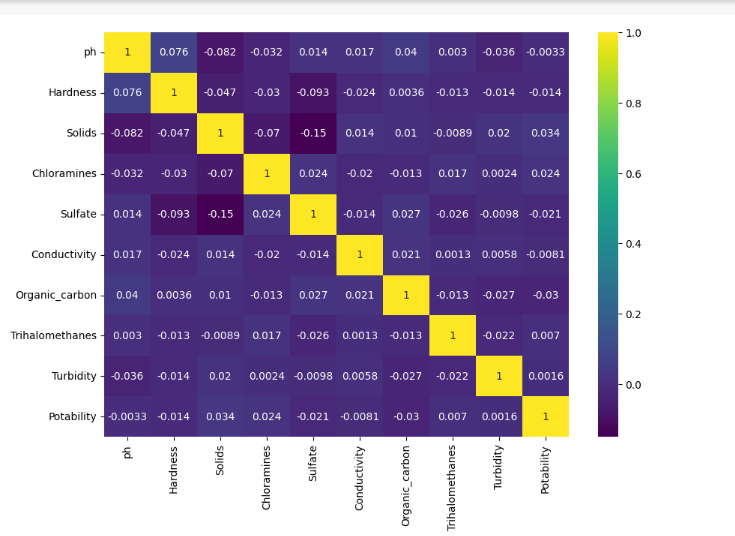 ph 1 0.076 -0.082 -0.032 0.014 0.017 0.04 0.003 -0.036 -0.0033
Hardness 0.076 1 -0.047 -0.03 -0.093 -0.024 0.0036 -0.013 -0.014 -0.014
Solids -0.082 -0.047 1 -0.07 -0.15 0.014 0.01 -0.0089 0.02 0.034
Chloramines -0.032 -0.03 -0.07 1 0.024 -0.02 -0.013 0.017 0.0024 0.024
Sulfate 0.014 -0.093 -0.15 0.024 1 -0.014 0.027 -0.026 -0.0098 -0.021
Conductivity 0.017 -0.024 0.014 -0.02 -0.014 1 0.021 0.0013 0.0058 -0.0081
Organic_carbon 0.04 0.0036 0.01 -0.013 0.027 0.021 1 -0.013 -0.027 -0.03
Trihalomethanes 0.003 -0.013 -0.0089 0.017 -0.026 0.0013 -0.013 1 -0.022 0.007
Turbidity -0.036 -0.014 0.02 0.0024 -0.0098 0.0058 -0.027 -0.022 1 0.0016
Potability -0.0033 -0.014 0.034 0.024 -0.021 -0.0081 -0.03 0.007 0.0016 1
ph
Hardness
Solids
Chloramines
Sulfate
Conductivity
Organic_carbon
Trihalomethanes
Turbidity
Potability
1.0
0.8
0.6
0.4
0.2
0.0